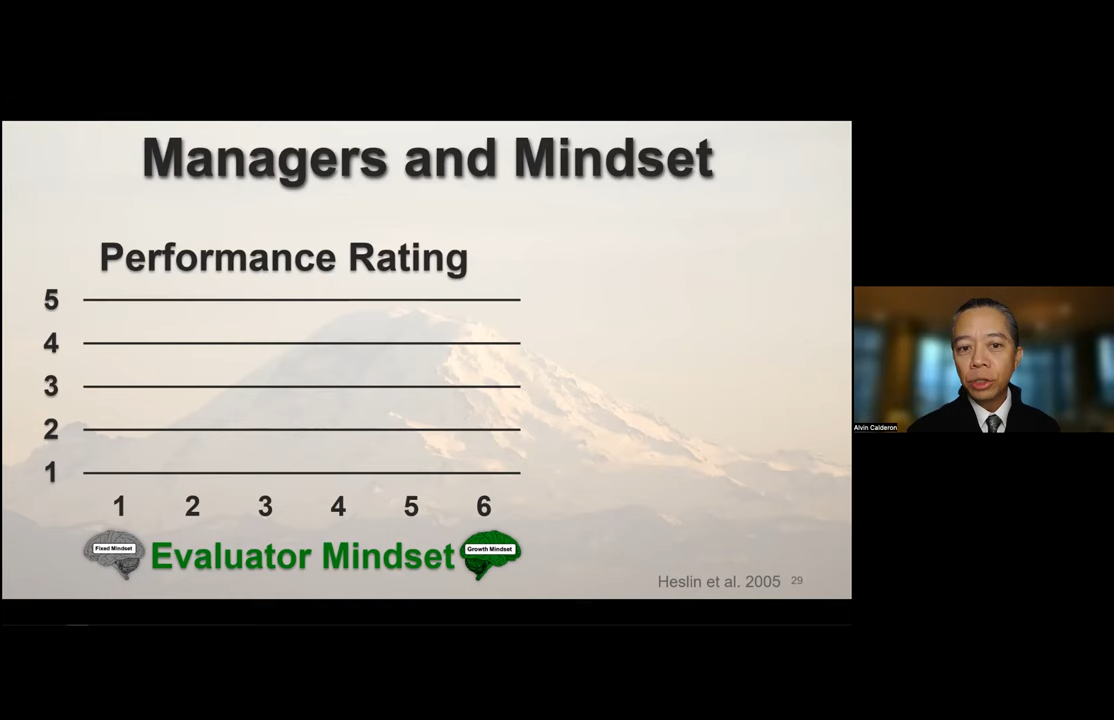 Managers and Mindset
Performance Rating
5
4
3
2
1
1 2 3 4 5 6
Fixed Mindset
Evaluator Mindset
Growth Mindset
Heslin et al. 2005 29
Alvin Calderon